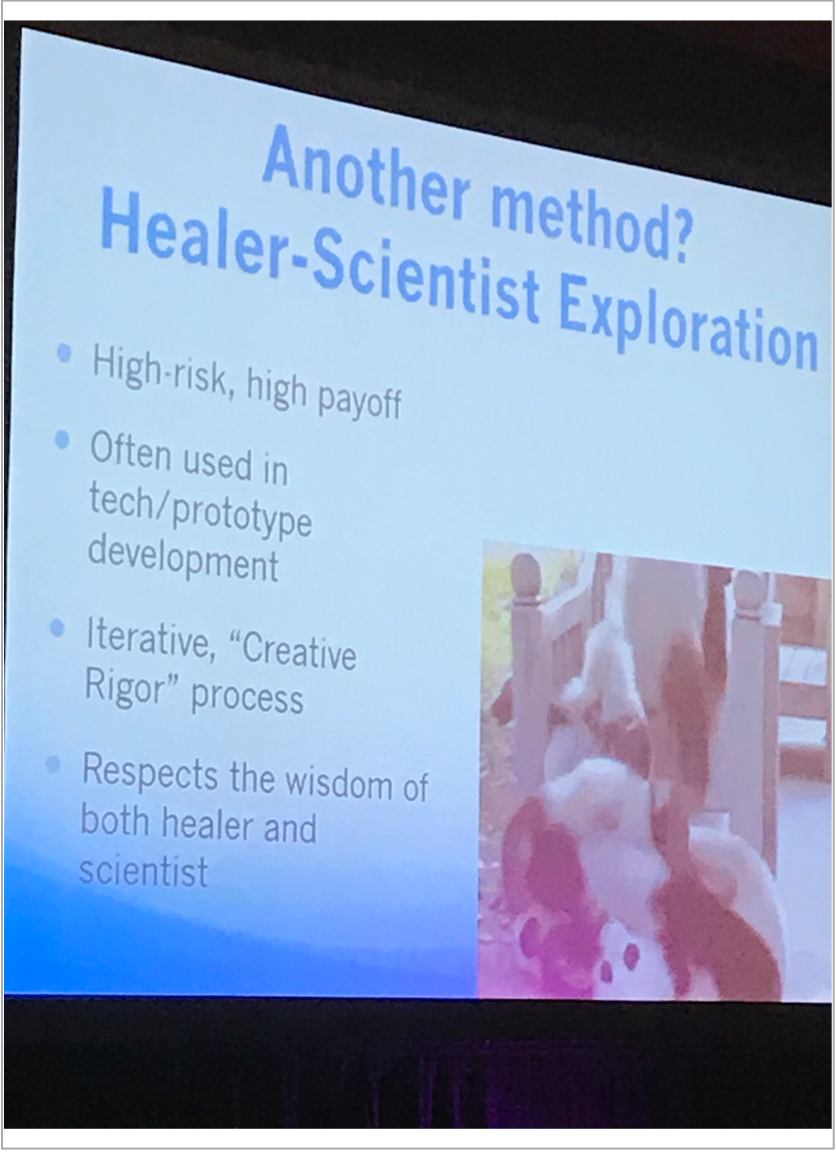 Another method?
Healer-Scientist Exploration
• High-risk, high payoff
• Often used in
tech/prototype
development
• Iterative, “Creative
Rigor” process
• Respects the wisdom of
both healer and
scientist